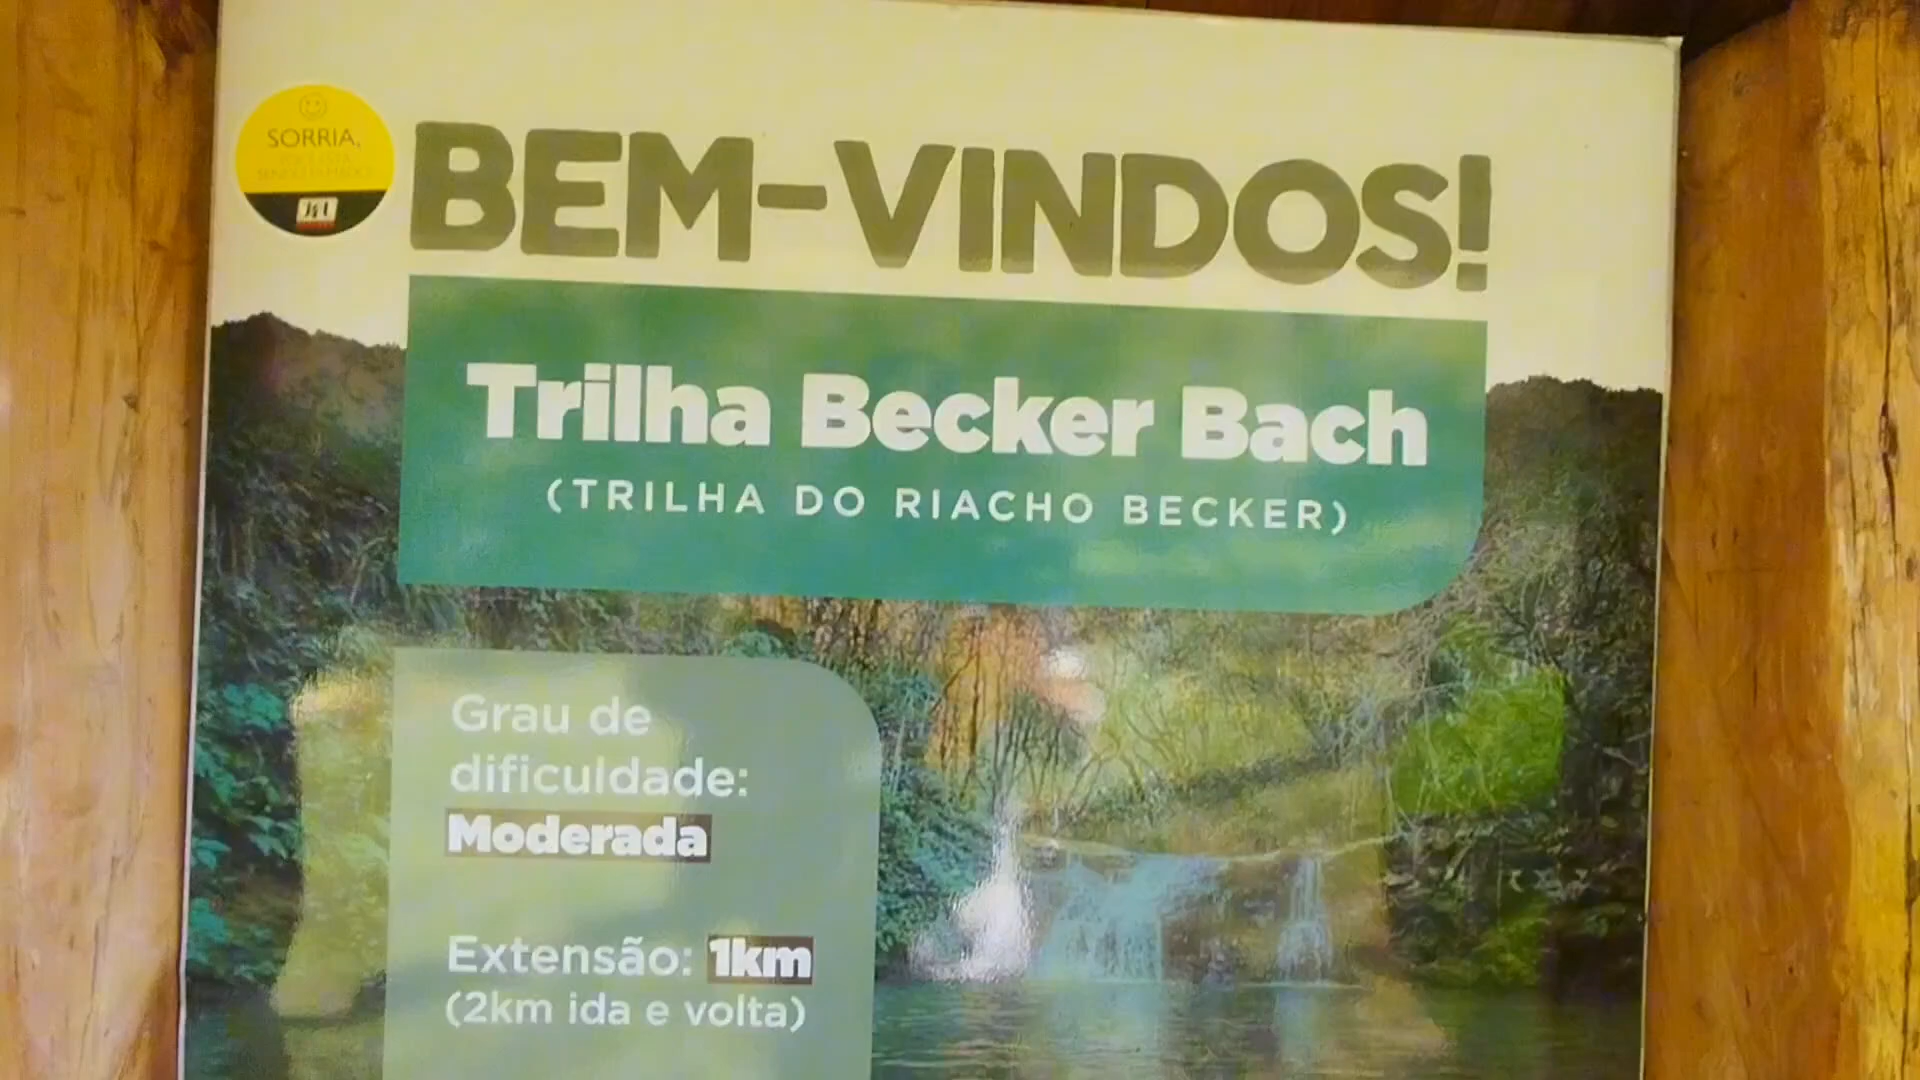 SORRIA,
BEM-VINDOS!
Trilha Becker Bach
(TRILHA DO RIACHO BECKER)
Grau de
dificuldade:
Moderada
Extensão: 1km
(2km ida e volta)